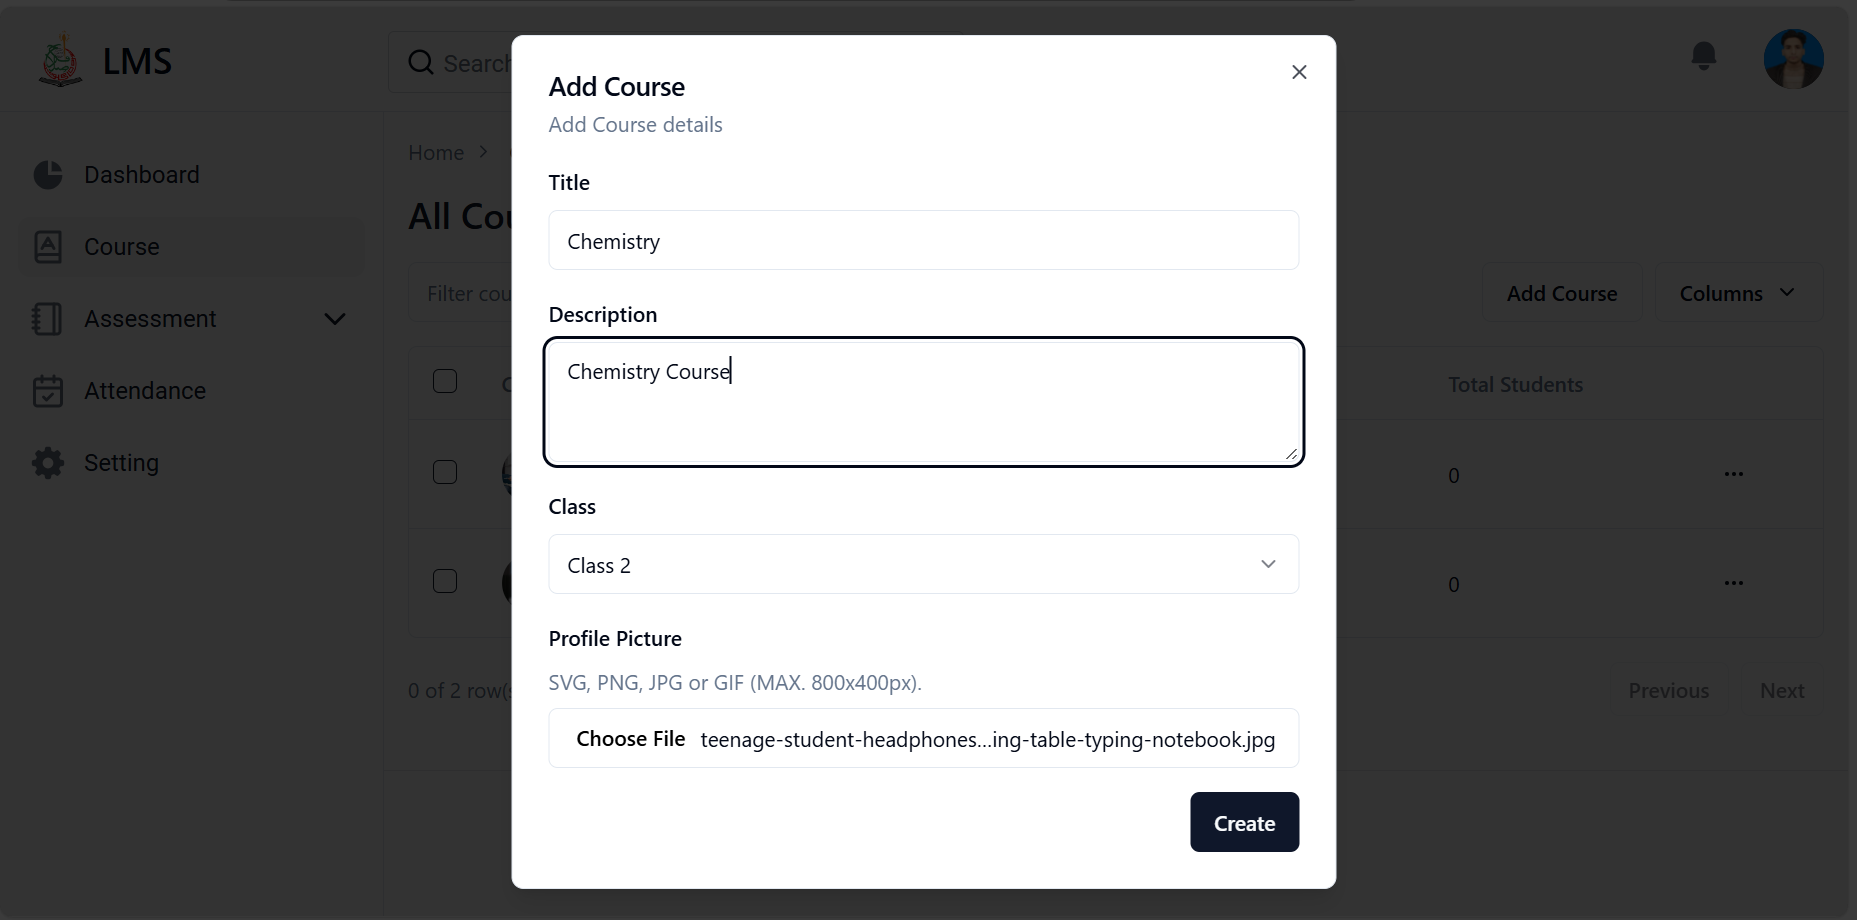 LMS
Search
Dashboard
Course
Assessment
Attendance
Setting
Home
All Cou
Filter cou
Add Course
Columns
Total Students
0
0
0 of 2 row(s
Previous
Next
Add Course
Add Course details
Title
Chemistry
Description
Chemistry Course
Class
Class 2
Profile Picture
SVG, PNG, JPG or GIF (MAX. 800x400px).
Choose File teenage-student-headphones...ing-table-typing-notebook.jpg
Create